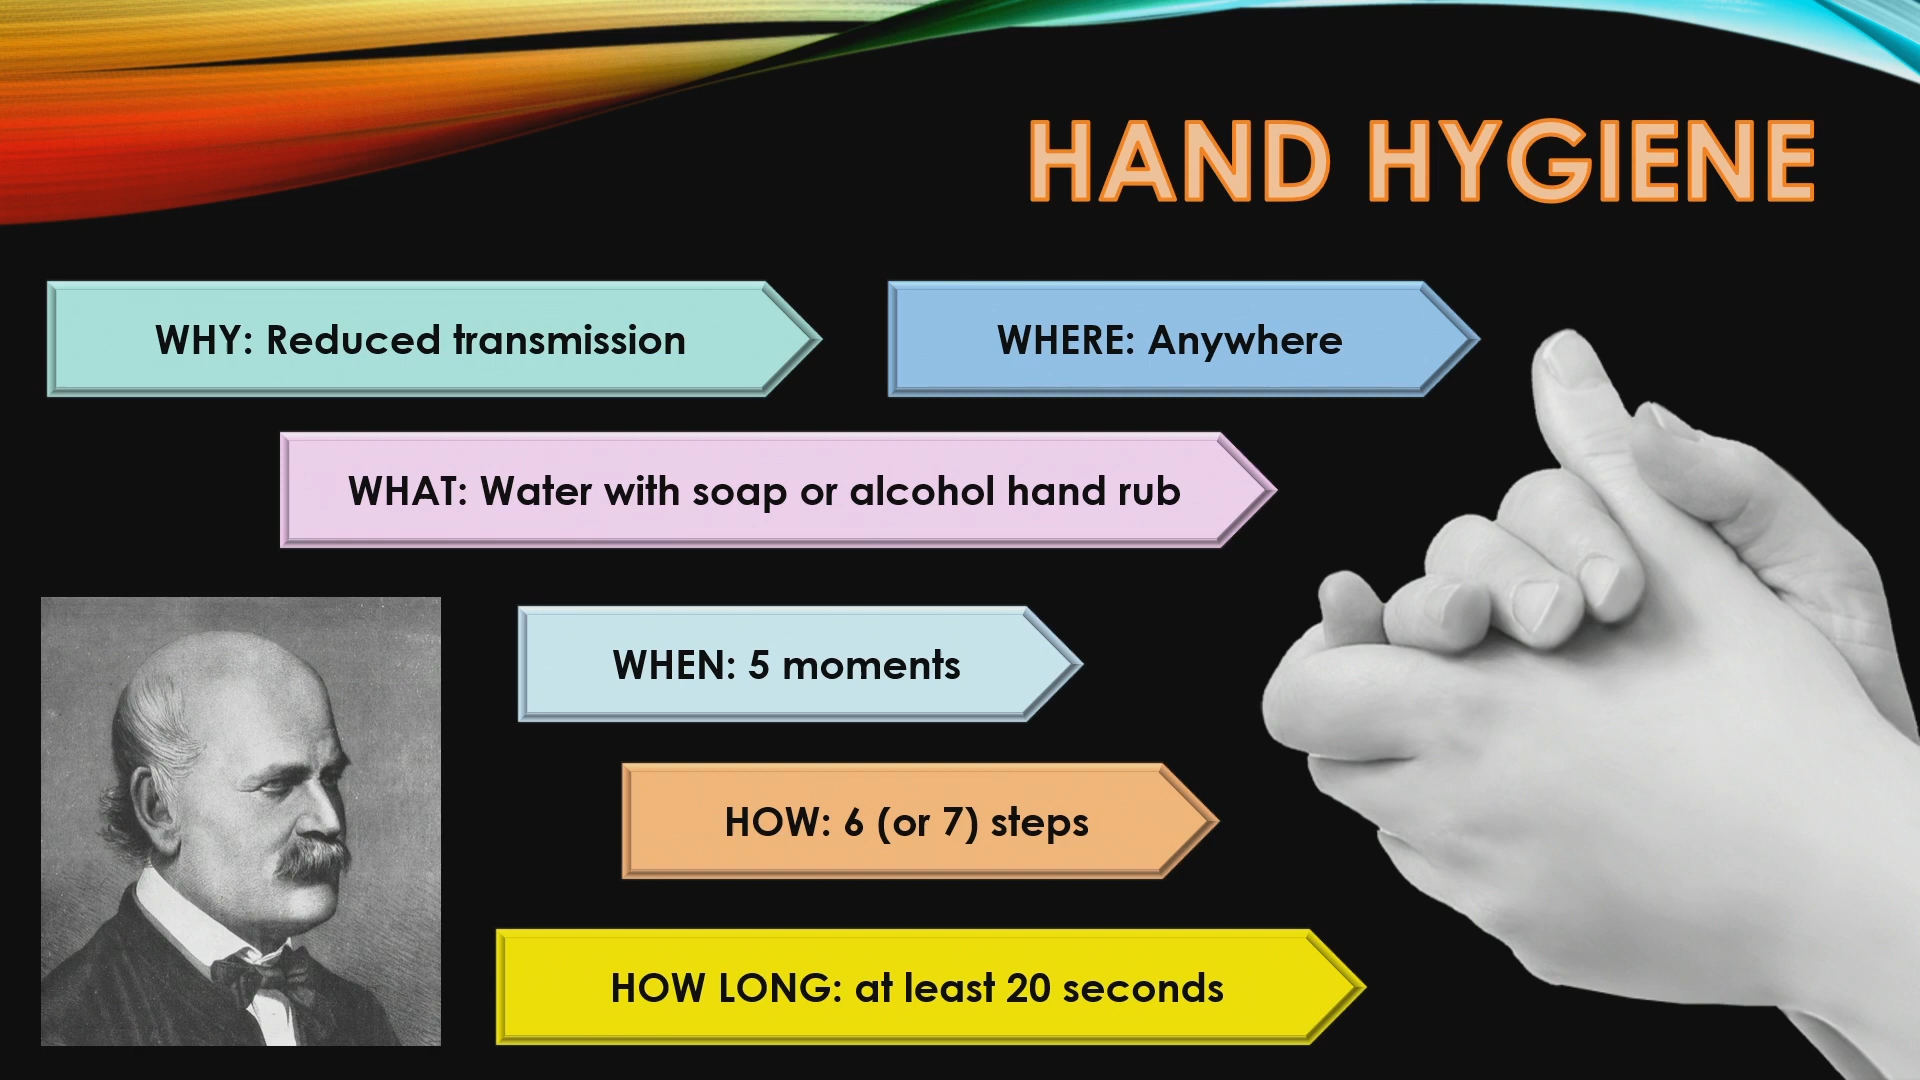 HAND HYGIENE
WHY: Reduced transmission
WHERE: Anywhere
WHAT: Water with soap or alcohol hand rub
WHEN: 5 moments
HOW: 6 (or 7) steps
HOW LONG: at least 20 seconds